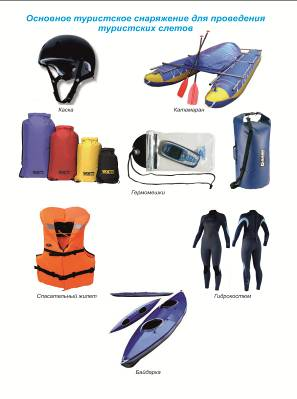 Основное туристское снаряжение для проведения
туристских слетов
Каска
Катамаран
Гермомешки
Спасательный жилет
Гидрокостюм
Байдарка